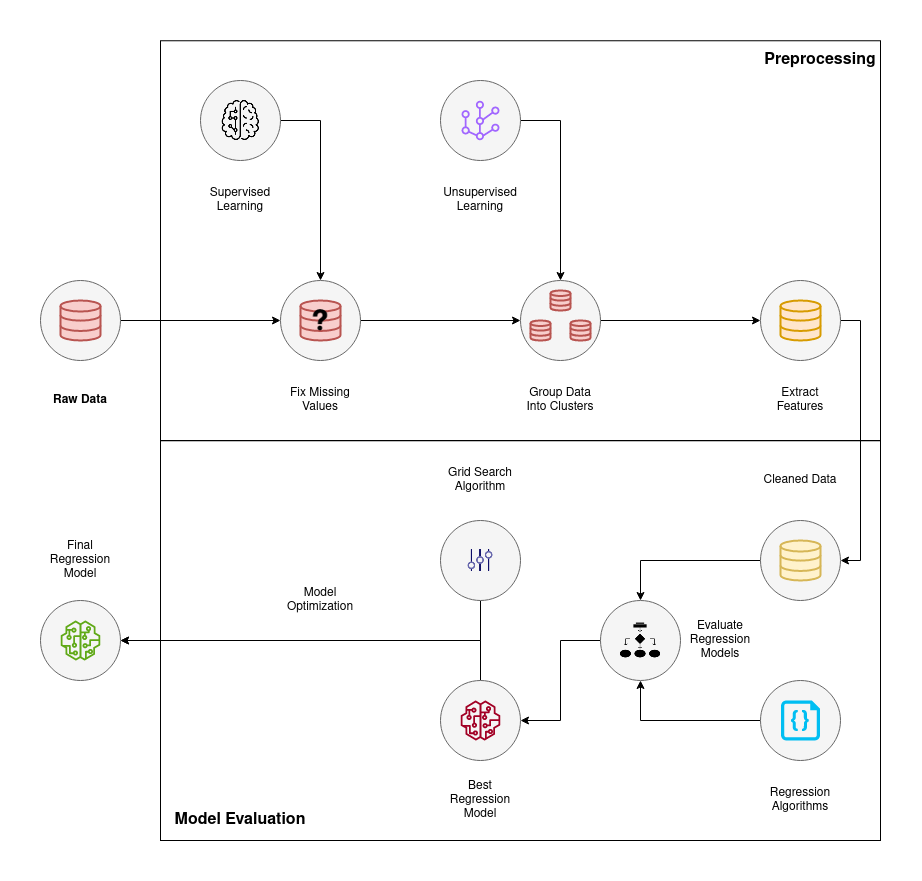 Preprocessing
Supervised
Learning
Unsupervised
Learning
?
Raw Data
Fix Missing
Values
Group Data
Into Clusters
Extract
Features
Grid Search
Algorithm
Cleaned Data
Final
Regression
Model
Model
Optimization
Evaluate
Regression
Models
{}
Best
Regression
Model
Regression
Algorithms
Model Evaluation